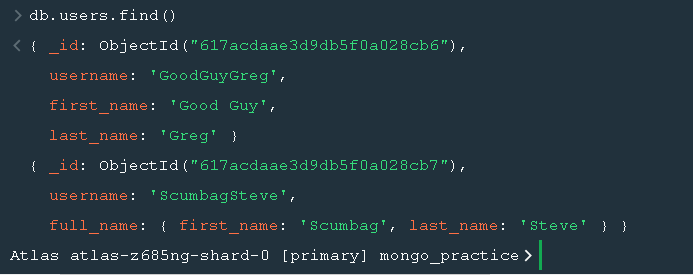 > db.users.find()
< { _id: ObjectId("617acdaae3d9db5f0a028cb6"),
username: 'GoodGuyGreg',
first_name: 'Good Guy',
last_name: 'Greg' }
{ _id: ObjectId("617acdaae3d9db5f0a028cb7"),
username: 'ScumbagSteve',
full_name: { first_name: 'Scumbag', last_name: 'Steve' } }
Atlas atlas-z685ng-shard-0 [primary] mongo_practice>